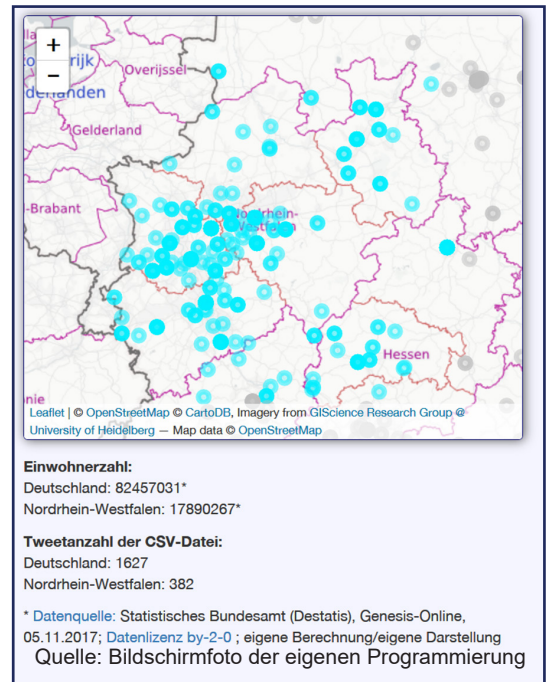 +
−
rijk
Overijssel
derlanden
Gelderland
-Brabant
Nordrhein-
Westfalen
Hessen
nie
Leaflet | © OpenStreetMap © CartoDB, Imagery from GIScience Research Group @
University of Heidelberg — Map data © OpenStreetMap
Einwohnerzahl:
Deutschland: 82457031*
Nordrhein-Westfalen: 17890267*
Tweetanzahl der CSV-Datei:
Deutschland: 1627
Nordrhein-Westfalen: 382
* Datenquelle: Statistisches Bundesamt (Destatis), Genesis-Online,
05.11.2017; Datenlizenz by-2-0 ; eigene Berechnung/eigene Darstellung
Quelle: Bildschirmfoto der eigenen Programmierung